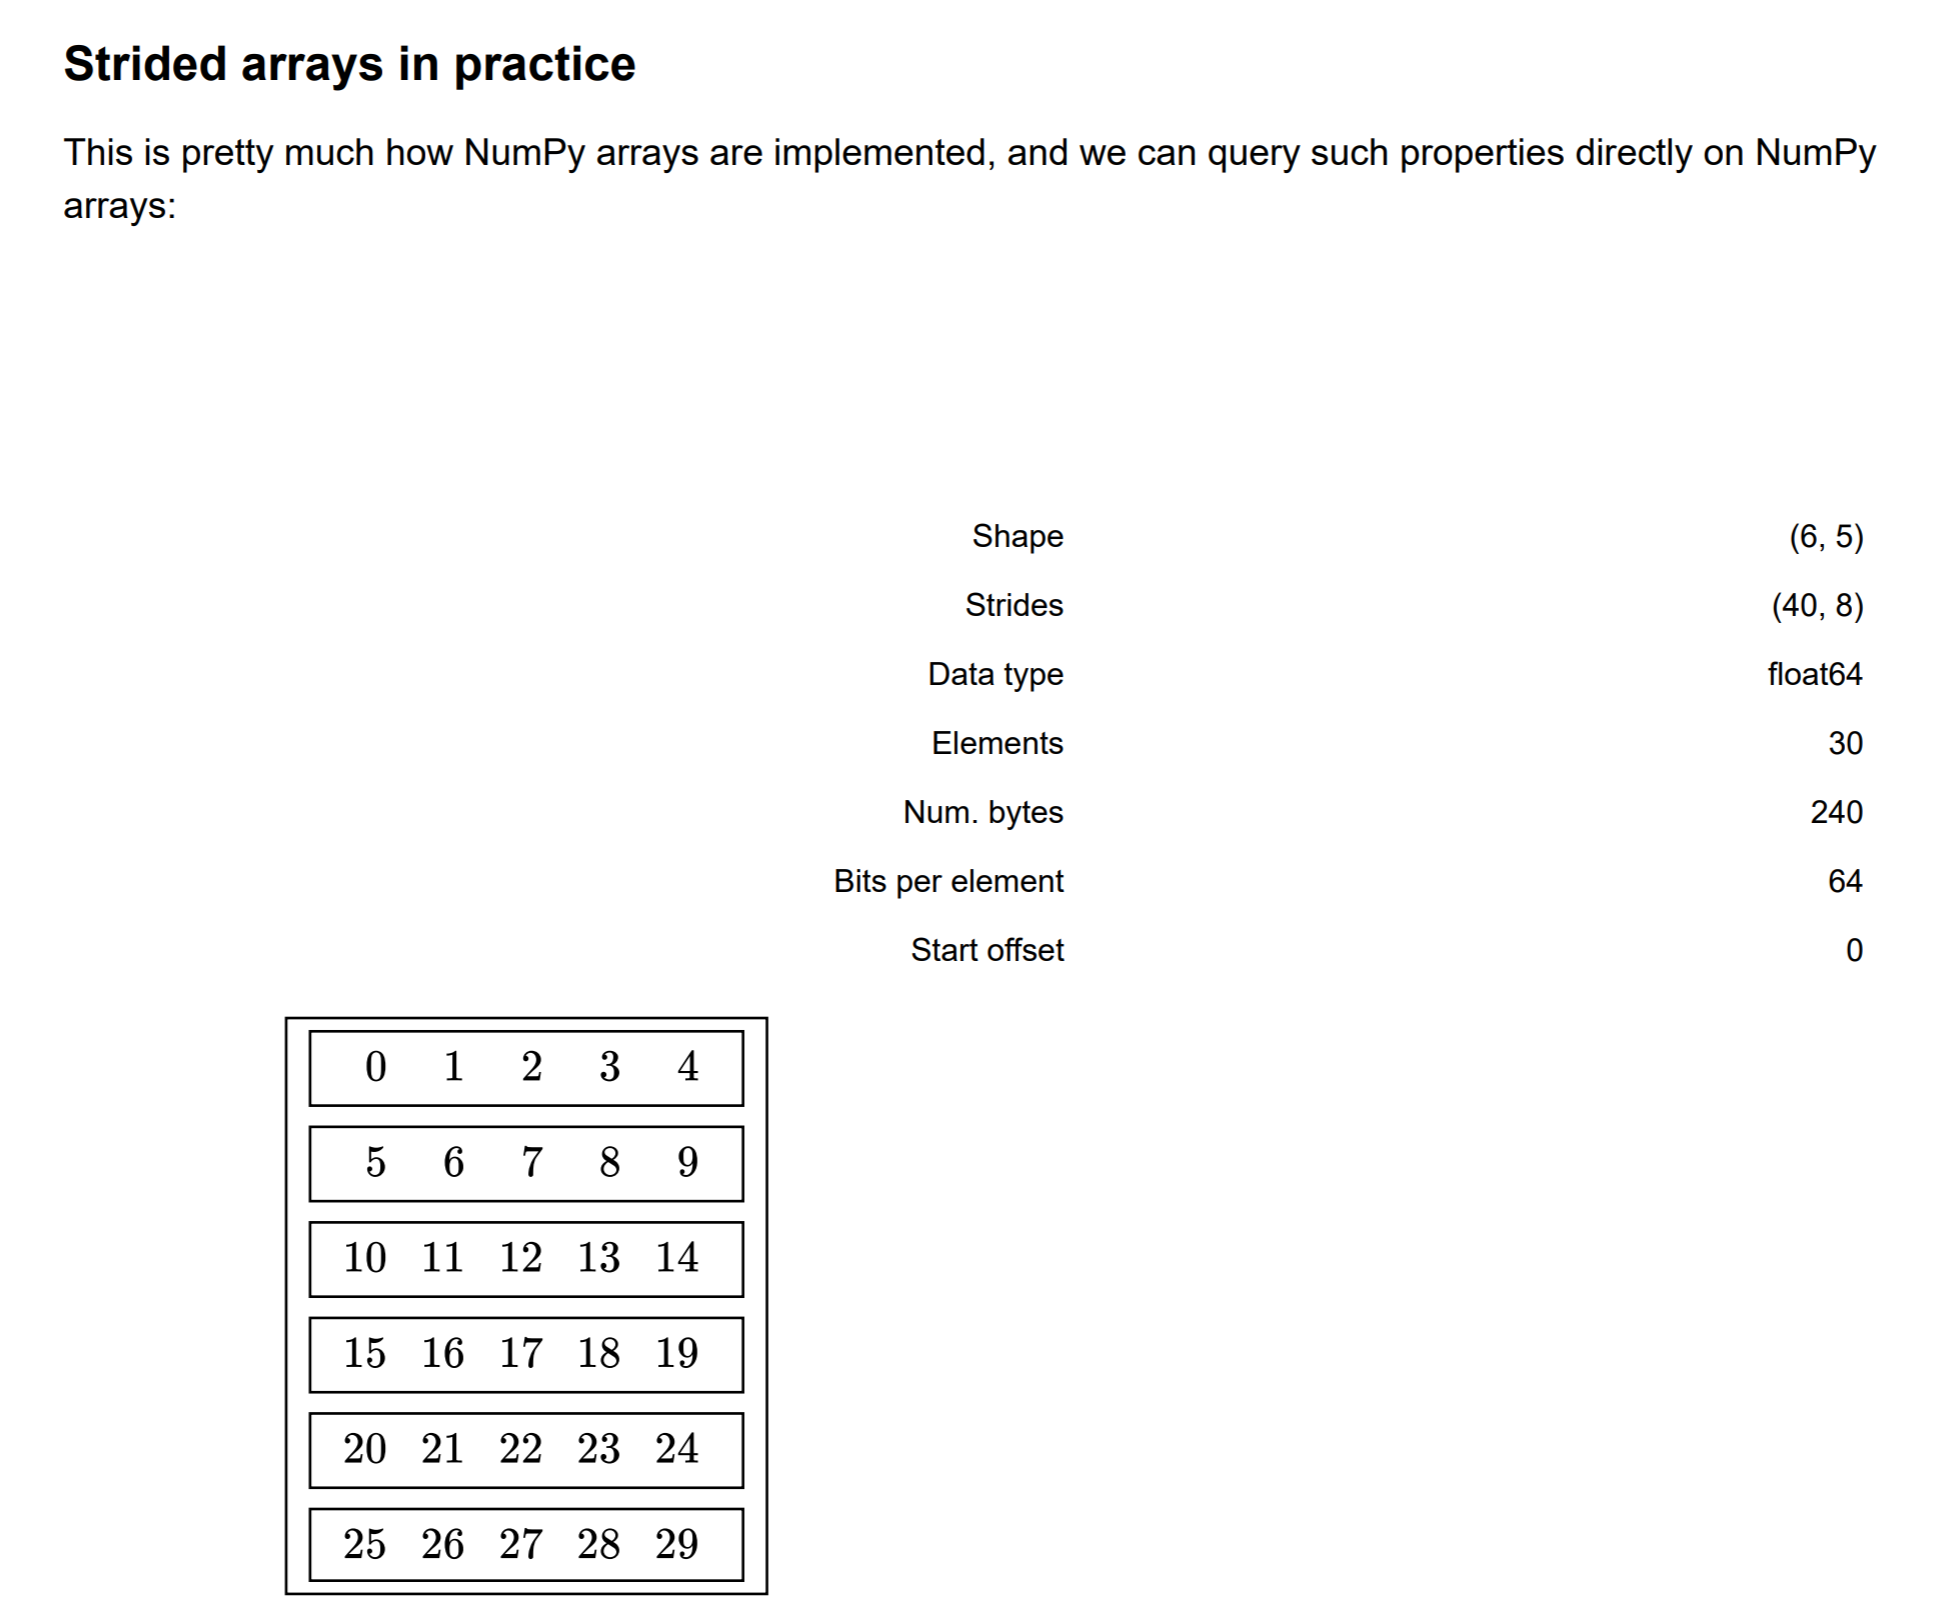 Strided arrays in practice
This is pretty much how NumPy arrays are implemented, and we can query such properties directly on NumPy
arrays:
Shape (6, 5)
Strides (40, 8)
Data type float64
Elements 30
Num. bytes 240
Bits per element 64
Start offset 0
0 1 2 3 4
5 6 7 8 9
10 11 12 13 14
15 16 17 18 19
20 21 22 23 24
25 26 27 28 29